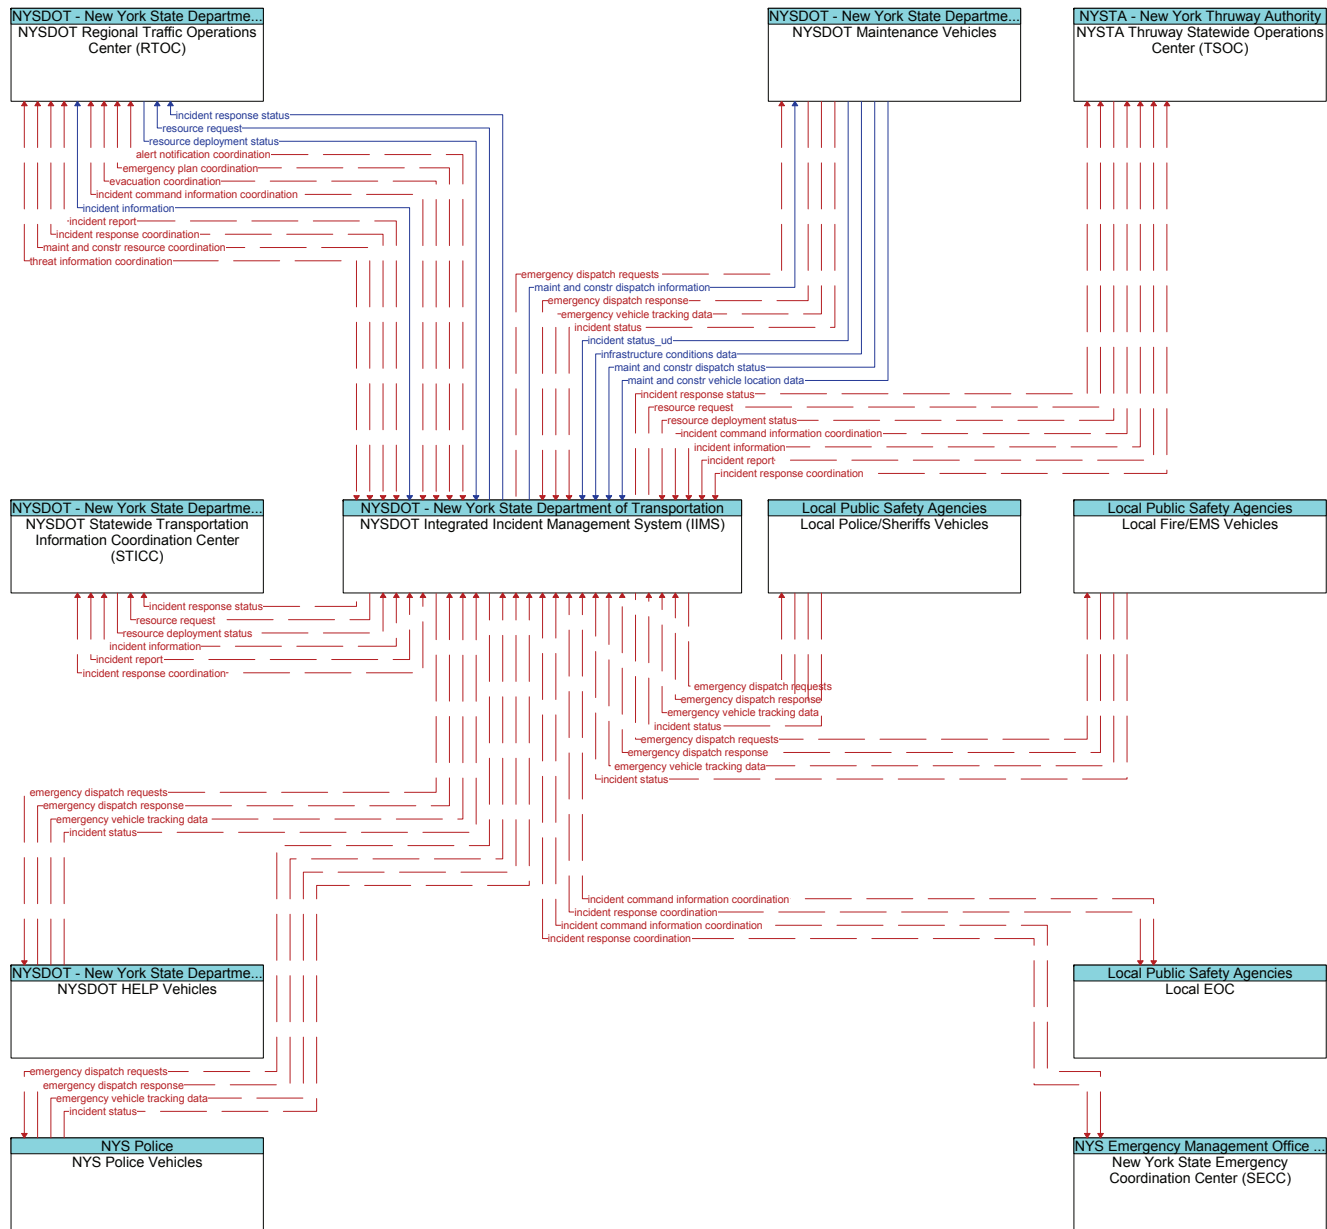 NYSDOT - New York State Departme...
NYSDOT Regional Traffic Operations
Center (RTOC)
NYSDOT - New York State Departme...
NYSDOT Maintenance Vehicles
NYSTA - New York Thruway Authority
NYSTA Thruway Statewide Operations
Center (TSOC)
incident response status
resource request
resource deployment status
alert notification coordination
emergency plan coordination
evacuation coordination
incident command information coordination
incident information
incident report
incident response coordination
maint and constr resource coordination
threat information coordination
emergency dispatch requests
maint and constr dispatch information
emergency dispatch response
emergency vehicle tracking data
incident status
incident status_ud
infrastructure conditions data
maint and constr dispatch status
maint and constr vehicle location data
incident response status
resource request
resource deployment status
incident command information coordination
incident information
incident report
incident response coordination
NYSDOT - New York State Departme...
NYSDOT Statewide Transportation
Information Coordination Center
(STICC)
NYSDOT - New York State Department of Transportation
NYSDOT Integrated Incident Management System (IIMS)
Local Public Safety Agencies
Local Police/Sheriffs Vehicles
Local Public Safety Agencies
Local Fire/EMS Vehicles
incident response status
resource request
resource deployment status
incident information
incident report
incident response coordination
emergency dispatch requests
emergency dispatch response
emergency vehicle tracking data
incident status
emergency dispatch requests
emergency dispatch response
emergency vehicle tracking data
incident status
emergency dispatch requests
emergency dispatch response
emergency vehicle tracking data
incident status
incident command information coordination
incident response coordination
incident command information coordination
incident response coordination
NYSDOT - New York State Departme...
NYSDOT HELP Vehicles
Local Public Safety Agencies
Local EOC
emergency dispatch requests
emergency dispatch response
emergency vehicle tracking data
incident status
NYS Police
NYS Police Vehicles
NYS Emergency Management Office ...
New York State Emergency
Coordination Center (SECC)